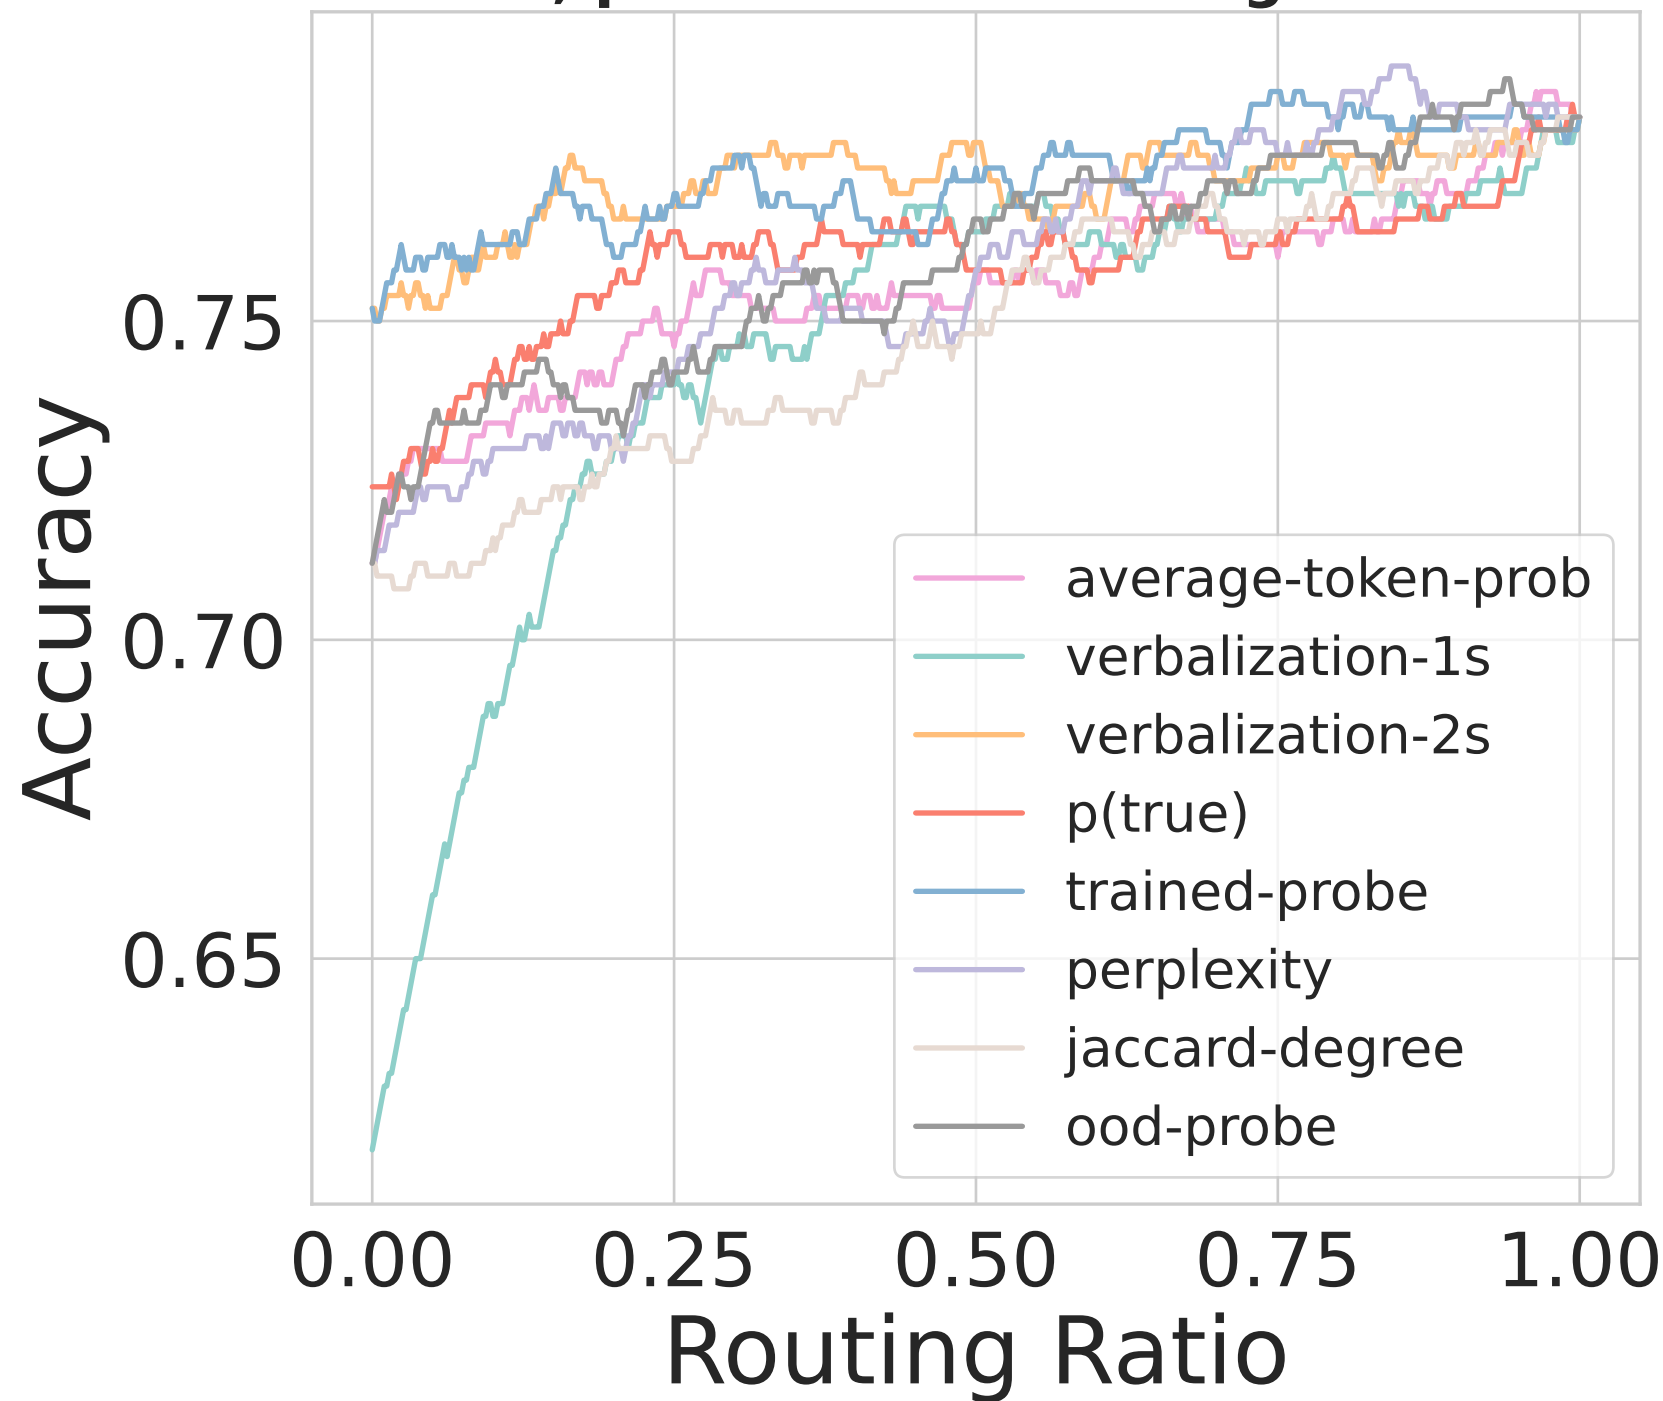 Accuracy
0.75
0.70
0.65
average-token-prob
verbalization-1s
verbalization-2s
p(true)
trained-probe
perplexity
jaccard-degree
ood-probe
0.00 0.25 0.50 0.75 1.00
Routing Ratio